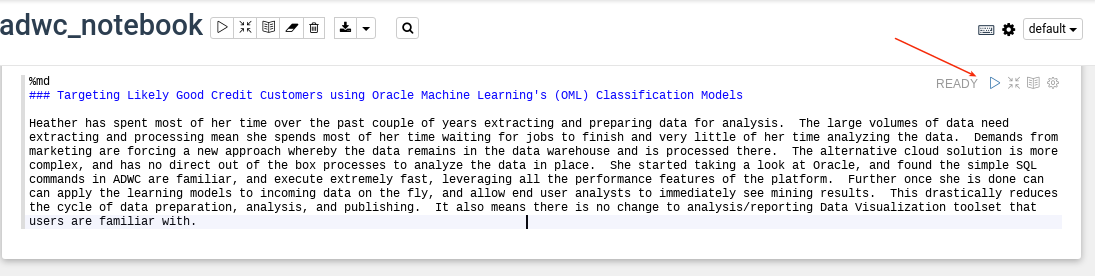 adwc_notebook
default
READY
%md
### Targeting Likely Good Credit Customers using Oracle Machine Learning's (OML) Classification Models
Heather has spent most of her time over the past couple of years extracting and preparing data for analysis.  The large volumes of data need
extracting and processing mean she spends most of her time waiting for jobs to finish and very little of her time analyzing the data.  Demands from
marketing are forcing a new approach whereby the data remains in the data warehouse and is processed there.  The alternative cloud solution is more
complex, and has no direct out of the box processes to analyze the data in place.  She started taking a look at Oracle, and found the simple SQL
commands in ADWC are familiar, and execute extremely fast, leveraging all the performance features of the platform.  Further once she is done can
can apply the learning models to incoming data on the fly, and allow end user analysts to immediately see mining results.  This drastically reduces
the cycle of data preparation, analysis, and publishing.  It also means there is no change to analysis/reporting Data Visualization toolset that
users are familiar with.